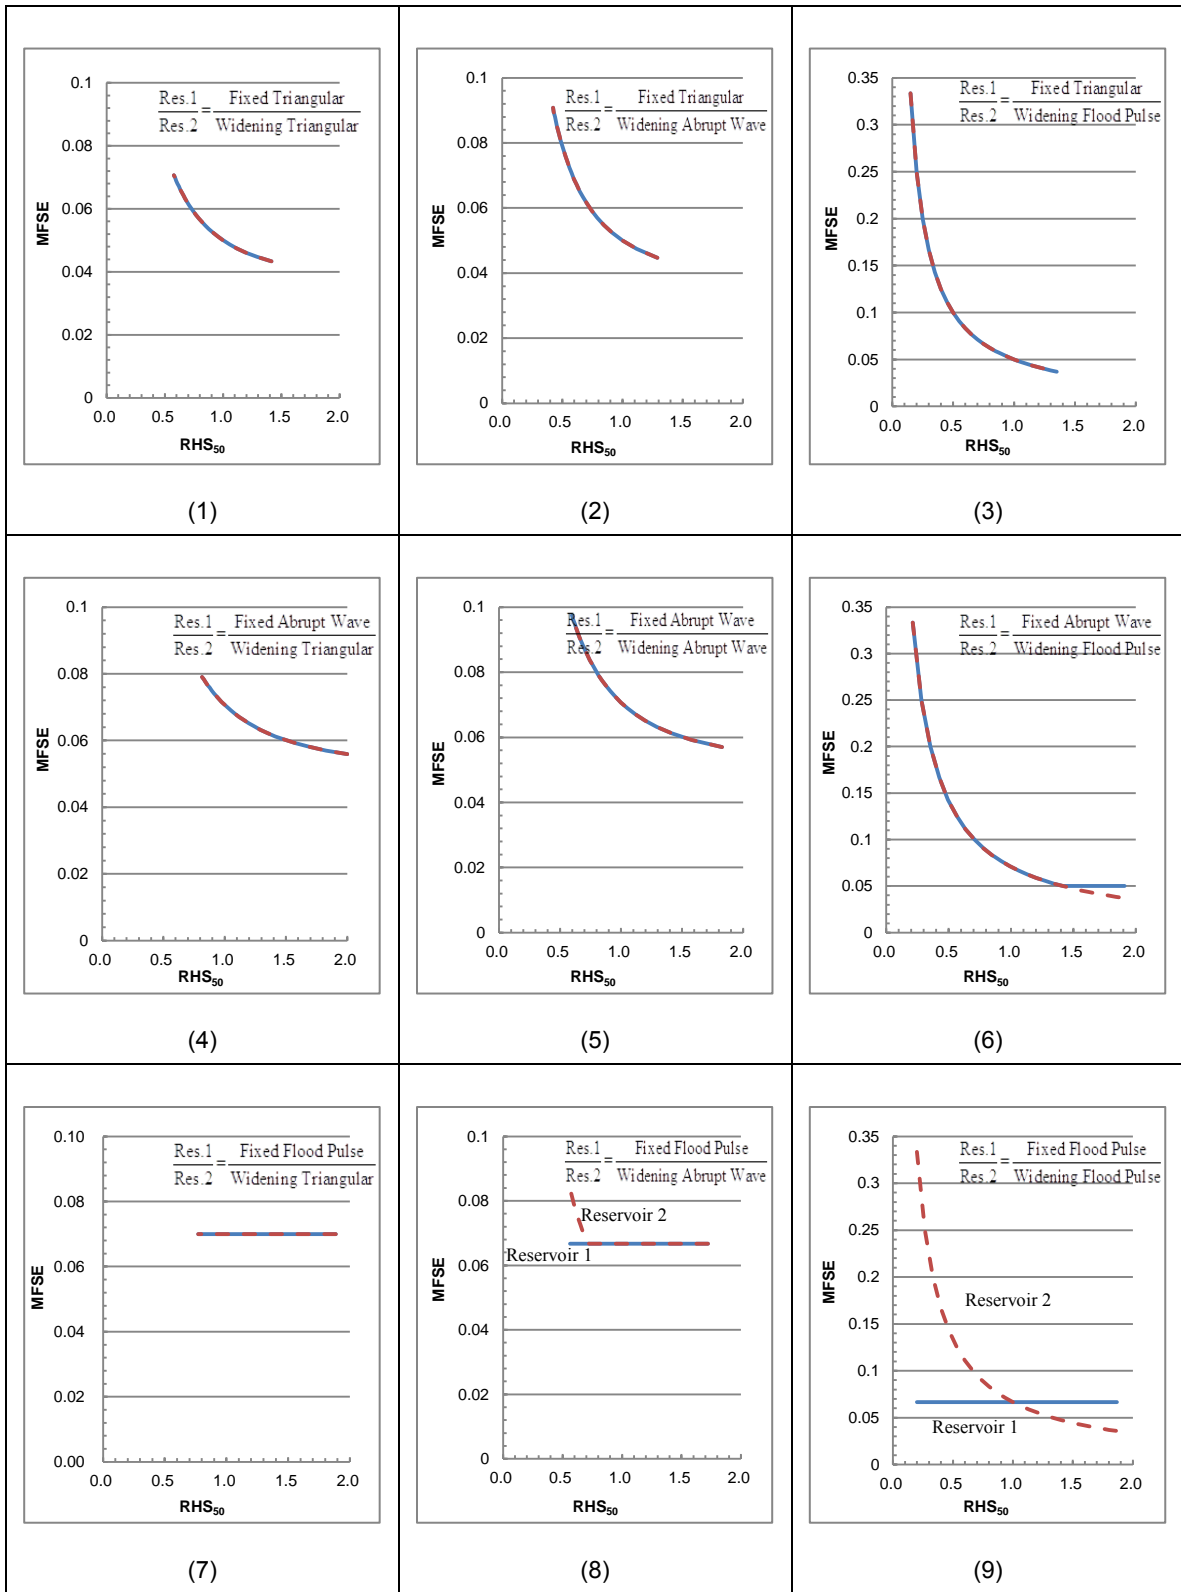 0.1
0.08
0.06
0.04
0.02
0
0.0 0.5 1.0 1.5 2.0
MFSE
RHS50
Res.1 = Fixed Triangular
Res.2 Widening Triangular
(1)
0.1
0.08
0.06
0.04
0.02
0
0.0 0.5 1.0 1.5 2.0
MFSE
RHS50
Res.1 = Fixed Triangular
Res.2 Widening Abrupt Wave
(2)
0.35
0.3
0.25
0.2
0.15
0.1
0.05
0
0.0 0.5 1.0 1.5 2.0
MFSE
RHS50
Res.1 = Fixed Triangular
Res.2 Widening Flood Pulse
(3)
0.1
0.08
0.06
0.04
0.02
0
0.0 0.5 1.0 1.5 2.0
MFSE
RHS50
Res.1 = Fixed Abrupt Wave
Res.2 Widening Triangular
(4)
0.1
0.08
0.06
0.04
0.02
0
0.0 0.5 1.0 1.5 2.0
MFSE
RHS50
Res.1 = Fixed Abrupt Wave
Res.2 Widening Abrupt Wave
(5)
0.35
0.3
0.25
0.2
0.15
0.1
0.05
0
0.0 0.5 1.0 1.5 2.0
MFSE
RHS50
Res.1 = Fixed Abrupt Wave
Res.2 Widening Flood Pulse
(6)
0.10
0.08
0.06
0.04
0.02
0.00
0.0 0.5 1.0 1.5 2.0
MFSE
RHS50
Res.1 = Fixed Flood Pulse
Res.2 Widening Triangular
(7)
0.1
0.08
0.06
0.04
0.02
0
0.0 0.5 1.0 1.5 2.0
MFSE
RHS50
Res.1 = Fixed Flood Pulse
Res.2 Widening Abrupt Wave
Reservoir 2
Reservoir 1
(8)
0.35
0.3
0.25
0.2
0.15
0.1
0.05
0
0.0 0.5 1.0 1.5 2.0
MFSE
RHS50
Res.1 = Fixed Flood Pulse
Res.2 Widening Flood Pulse
Reservoir 2
Reservoir 1
(9)